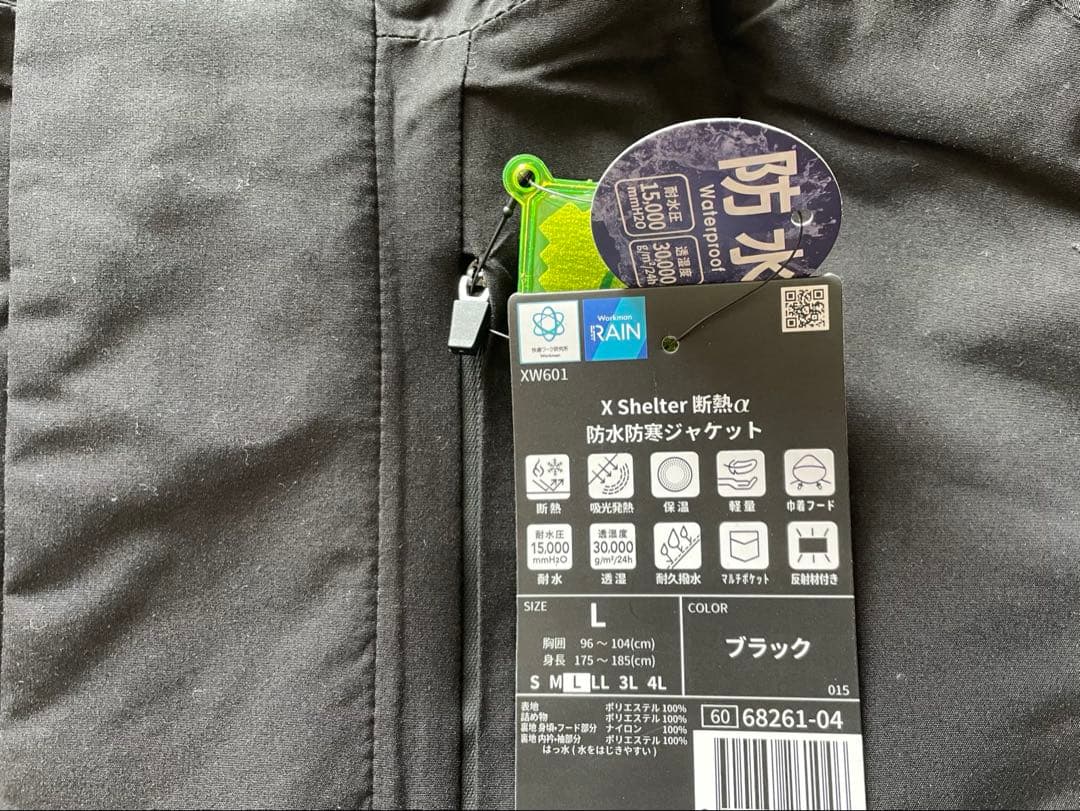 防水
Waterproof
耐水圧
15,000
mmH2O
透湿度
30,000
g/m²/24h
快適ワーク研究所
Workman
Workman
RAIN
XW601
X Shelter 断熱α
防水防寒ジャケット
断熱 吸光発熱 保温 軽量 巾着フード
耐水圧
15,000
mmH2O
透湿度
30,000
g/m²/24h
耐水 透湿 耐久撥水 マルチポケット 反射材付き
SIZE
L
胸囲 96～104(cm)
身長 175～185(cm)
S M L LL 3L 4L
COLOR
ブラック
015
表地 ポリエステル100%
詰め物 ポリエステル100%
裏地 身頃・フード部分 ナイロン 100%
裏地 内衿・袖部分 ポリエステル100%
はっ水(水をはじきやすい)
60 68261-04